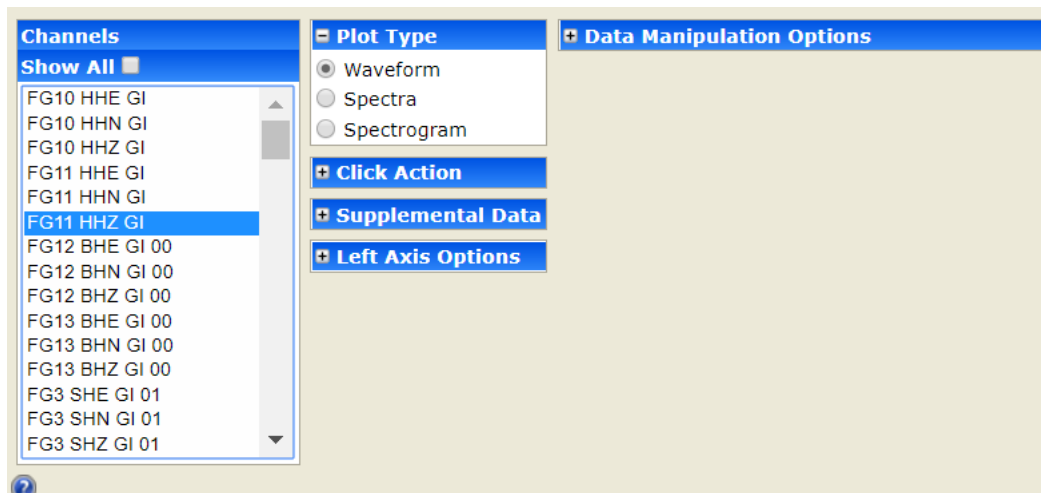 Channels
Show All
FG10 HHE GI
FG10 HHN GI
FG10 HHZ GI
FG11 HHE GI
FG11 HHN GI
FG11 HHZ GI
FG12 BHE GI 00
FG12 BHN GI 00
FG12 BHZ GI 00
FG13 BHE GI 00
FG13 BHN GI 00
FG13 BHZ GI 00
FG3 SHE GI 01
FG3 SHN GI 01
FG3 SHZ GI 01
Plot Type
Waveform
Spectra
Spectrogram
Click Action
Supplemental Data
Left Axis Options
Data Manipulation Options
?